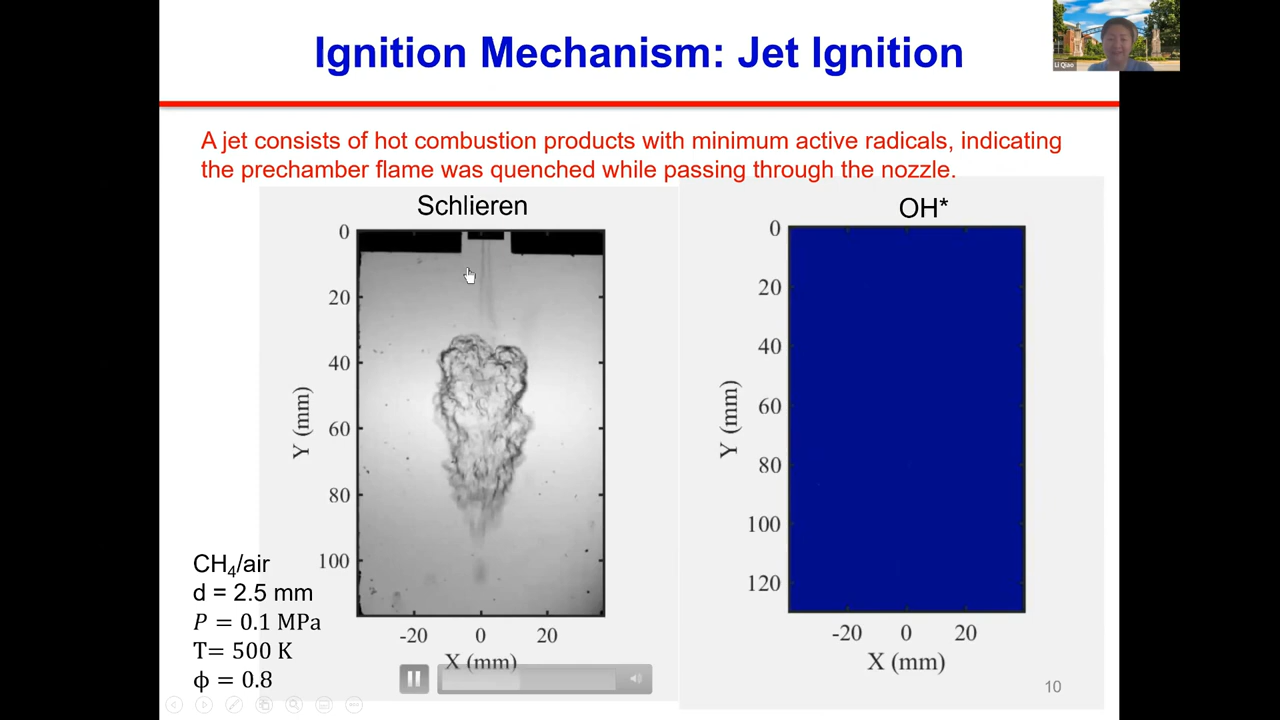 Ignition Mechanism: Jet Ignition
Li Qiao
A jet consists of hot combustion products with minimum active radicals, indicating
the prechamber flame was quenched while passing through the nozzle.
Schlieren
0
20
40
60
80
100
Y (mm)
-20 0 20
X (mm)
OH*
0
20
40
60
80
100
120
Y (mm)
-20 0 20
X (mm)
CH₄/air
d = 2.5 mm
P = 0.1 MPa
T= 500 K
ϕ = 0.8
10